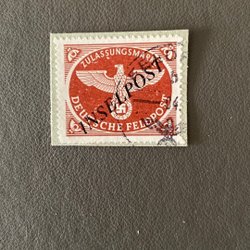 ZULASSUNGSMARKE
INSELPOST
DEUTSCHE FELDPOST